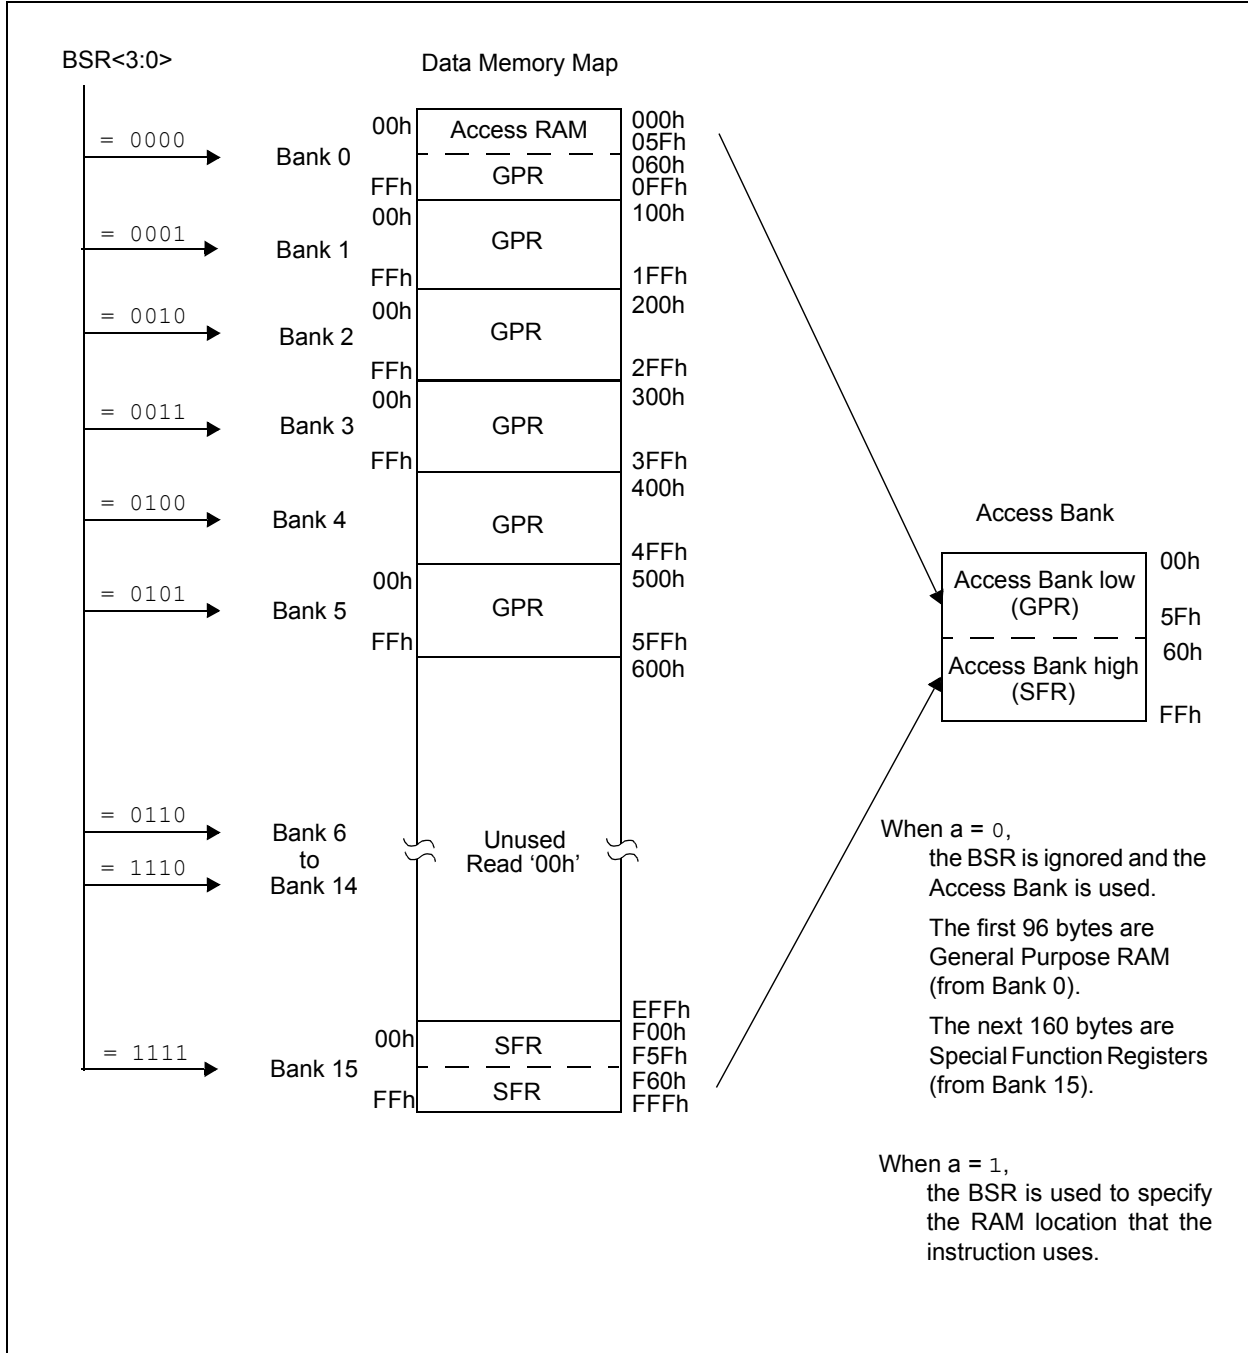 BSR<3:0>
Data Memory Map
= 0000
Bank 0
00h
Access RAM
000h
05Fh
060h
FFh
GPR
0FFh
= 0001
Bank 1
00h
GPR
100h
FFh
1FFh
= 0010
Bank 2
00h
GPR
200h
FFh
2FFh
= 0011
Bank 3
00h
GPR
300h
FFh
3FFh
= 0100
Bank 4
GPR
400h
4FFh
= 0101
Bank 5
00h
GPR
500h
FFh
5FFh
600h
= 0110
Bank 6
to
= 1110
Bank 14
Unused
Read ‘00h’
EFFh
= 1111
Bank 15
00h
SFR
F00h
F5Fh
F60h
FFh
SFR
FFFh
Access Bank
Access Bank low
(GPR)
00h
5Fh
Access Bank high
(SFR)
60h
FFh
When a = 0,
the BSR is ignored and the
Access Bank is used.
The first 96 bytes are
General Purpose RAM
(from Bank 0).
The next 160 bytes are
Special Function Registers
(from Bank 15).
When a = 1,
the BSR is used to specify
the RAM location that the
instruction uses.